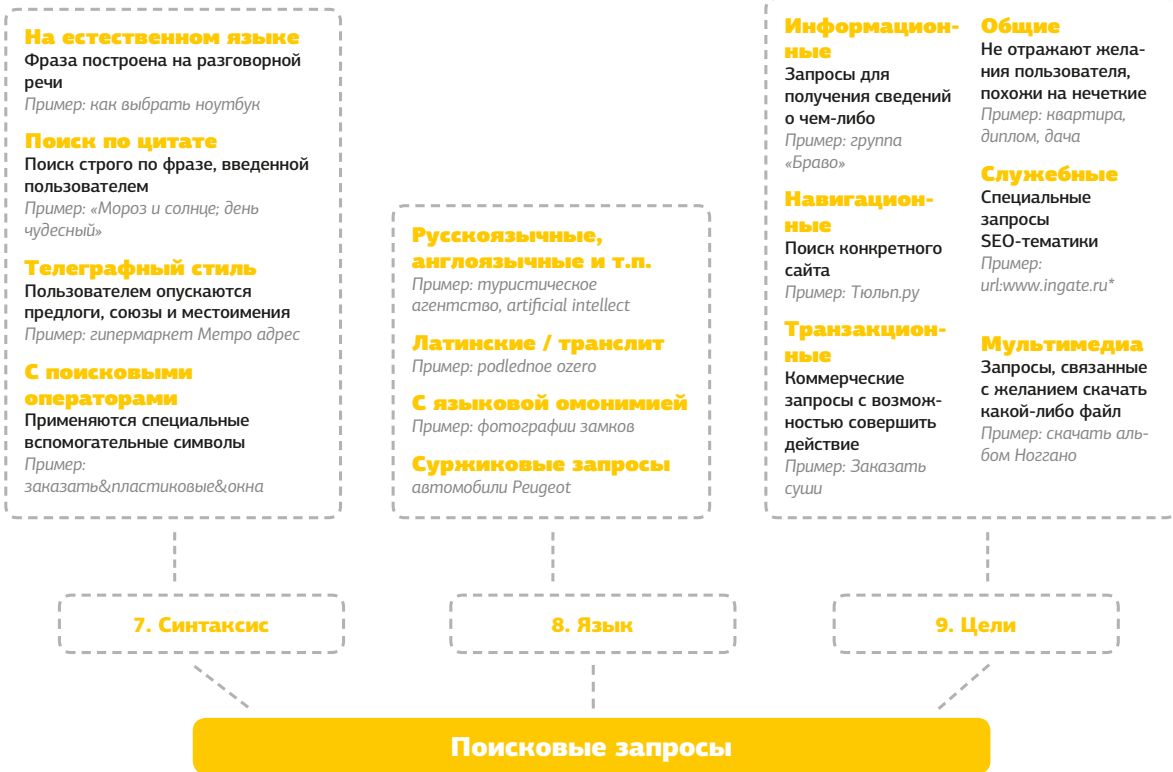 На естественном языке
Фраза построена на разговорной
речи
Пример: как выбрать ноутбук
Поиск по цитате
Поиск строго по фразе, введенной
пользователем
Пример: «Мороз и солнце; день
чудесный»
Телеграфный стиль
Пользователем опускаются
предлоги, союзы и местоимения
Пример: гипермаркет Метро адрес
С поисковыми
операторами
Применяются специальные
вспомогательные символы
Пример:
заказать&пластиковые&окна
Русскоязычные,
англоязычные и т.п.
Пример: туристическое
агентство, artificial intellect
Латинские / транслит
Пример: podlednoe ozero
С языковой омонимией
Пример: фотографии замков
Суржиковые запросы
автомобили Peugeot
Информацион-
ные
Запросы для
получения сведений
о чем-либо
Пример: группа
«Браво»
Навигацион-
ные
Поиск конкретного
сайта
Пример: Тюльп.ру
Транзакцион-
ные
Коммерческие
запросы с возмож-
ностью совершить
действие
Пример: Заказать
суши
Общие
Не отражают жела-
ния пользователя,
похожи на нечеткие
Пример: квартира,
диплом, дача
Служебные
Специальные
запросы
SEO-тематики
Пример:
url:www.ingate.ru*
Мультимедиа
Запросы, связанные
с желанием скачать
какой-либо файл
Пример: скачать аль-
бом Ноггано
7. Синтаксис
8. Язык
9. Цели
Поисковые запросы